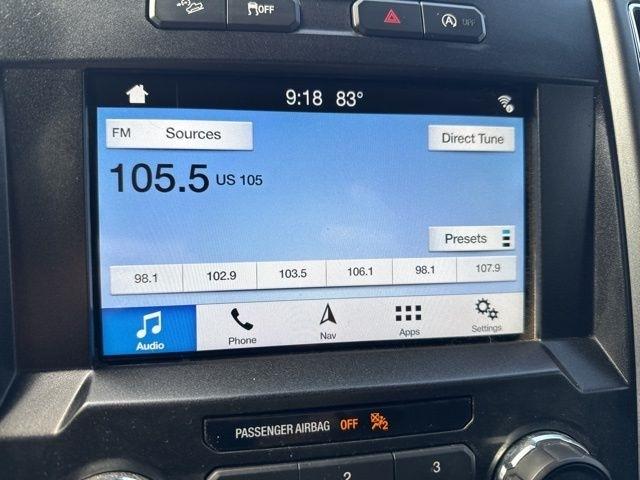 OFF
OFF
9:18 83°
FM Sources
Direct Tune
105.5 US 105
Presets
98.1 102.9 103.5 106.1 98.1 107.9
Audio Phone Nav Apps Settings
PASSENGER AIRBAG OFF 2
2 3